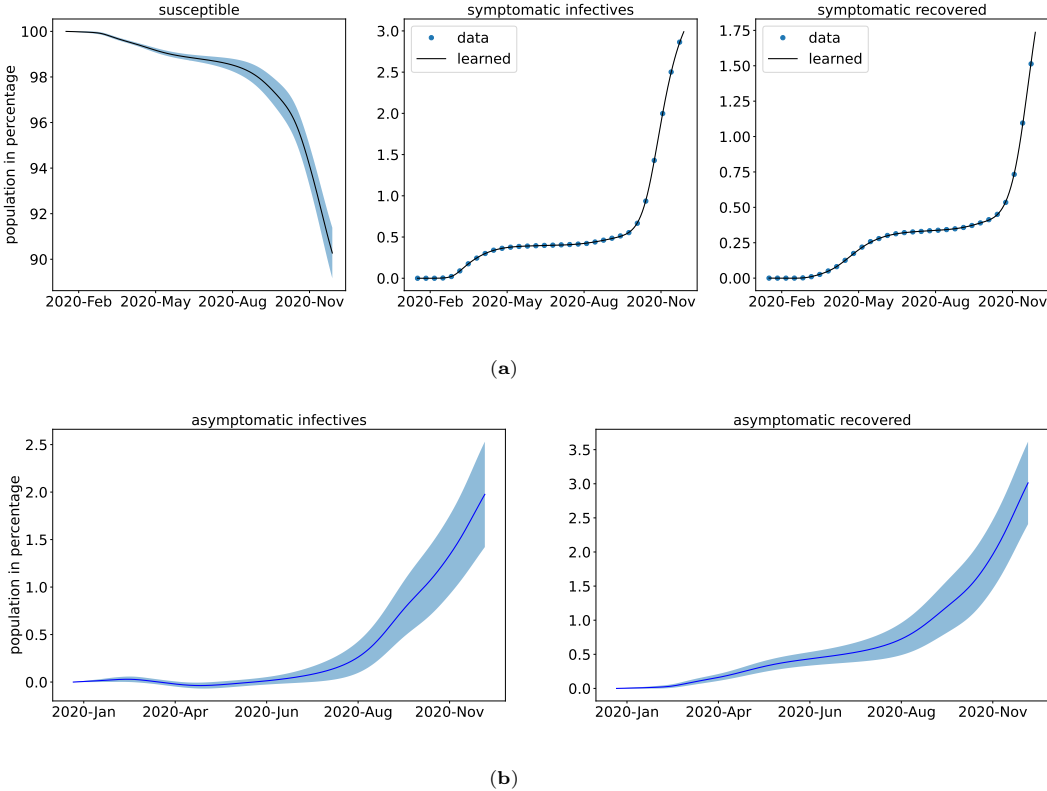 susceptible
symptomatic infectives
symptomatic recovered
population in percentage
100
98
96
94
92
90
2020-Feb 2020-May 2020-Aug 2020-Nov
data
learned
3.0
2.5
2.0
1.5
1.0
0.5
0.0
2020-Feb 2020-May 2020-Aug 2020-Nov
data
learned
1.75
1.50
1.25
1.00
0.75
0.50
0.25
0.00
2020-Feb 2020-May 2020-Aug 2020-Nov
(a)
asymptomatic infectives
asymptomatic recovered
population in percentage
2.5
2.0
1.5
1.0
0.5
0.0
2020-Jan 2020-Apr 2020-Jun 2020-Aug 2020-Nov
3.5
3.0
2.5
2.0
1.5
1.0
0.5
0.0
2020-Jan 2020-Apr 2020-Jun 2020-Aug 2020-Nov
(b)